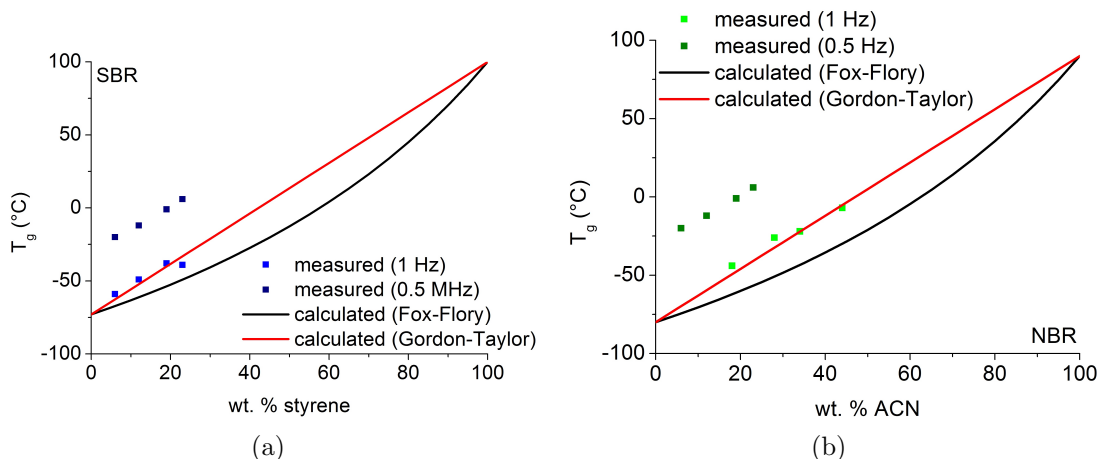 SBR
100
50
0
-50
-100
T_g (°C)
measured (1 Hz)
measured (0.5 MHz)
calculated (Fox-Flory)
calculated (Gordon-Taylor)
0 20 40 60 80 100
wt. % styrene
(a)
measured (1 Hz)
measured (0.5 Hz)
calculated (Fox-Flory)
calculated (Gordon-Taylor)
100
50
0
-50
-100
T_g (°C)
NBR
0 20 40 60 80 100
wt. % ACN
(b)